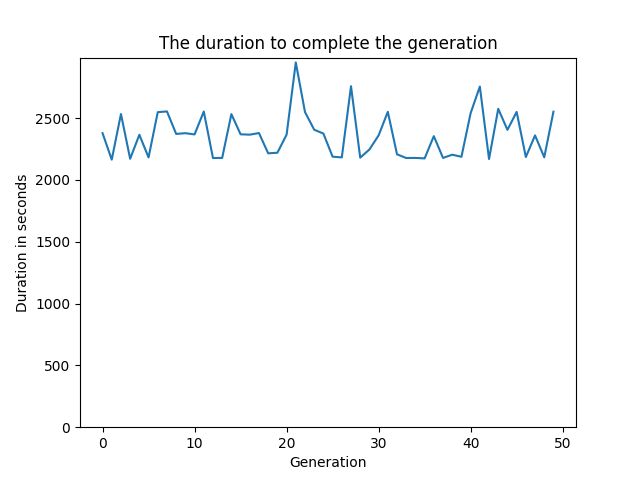 The duration to complete the generation
Duration in seconds
2500
2000
1500
1000
500
0
0 10 20 30 40 50
Generation